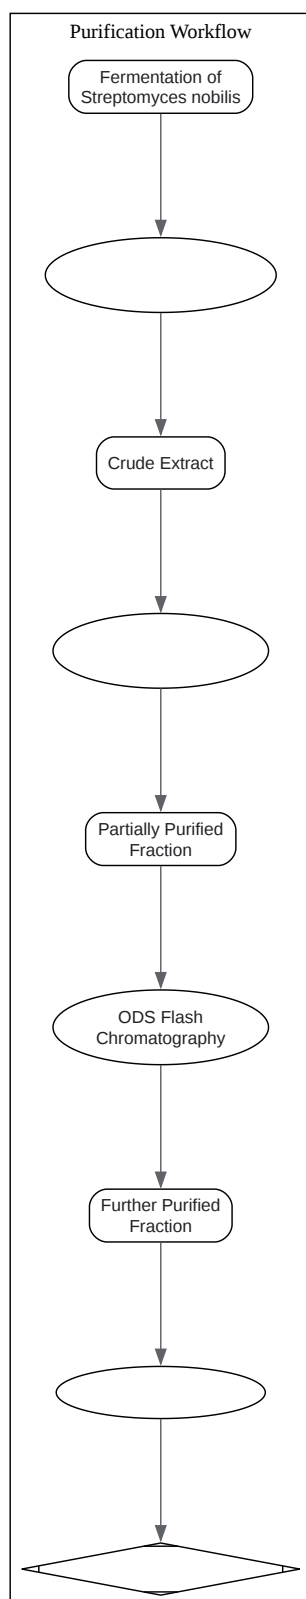 Purification Workflow
Fermentation of
Streptomyces nobilis
Crude Extract
Partially Purified
Fraction
ODS Flash
Chromatography
Further Purified
Fraction